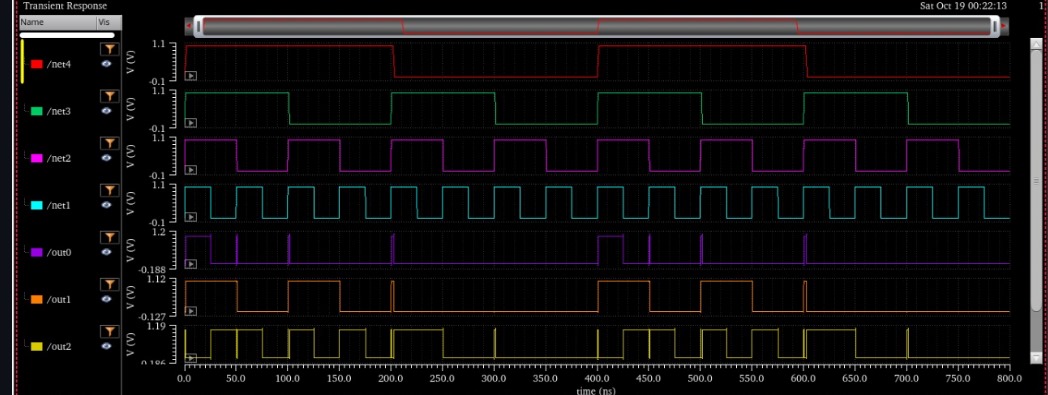 Transient Response
Sat Oct 19 00:22:13
1
Name
Vis
/net4
1.1
V (V)
-0.1
/net3
1.1
V (V)
-0.1
/net2
1.1
V (V)
-0.1
/net1
1.1
V (V)
-0.1
/out0
1.2
V (V)
-0.188
/out1
1.12
V (V)
-0.127
/out2
1.19
V (V)
0.0 50.0 100.0 150.0 200.0 250.0 300.0 350.0 400.0 450.0 500.0 550.0 600.0 650.0 700.0 750.0 800.0
time (ns)